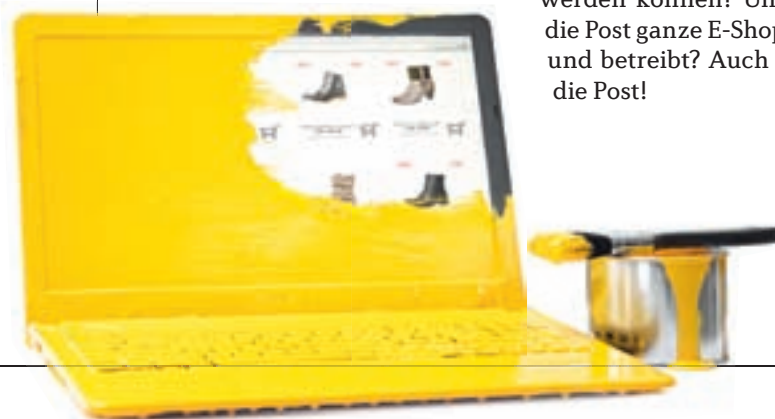 werden können? Un
die Post ganze E-Shop
und betreibt? Auch
die Post!